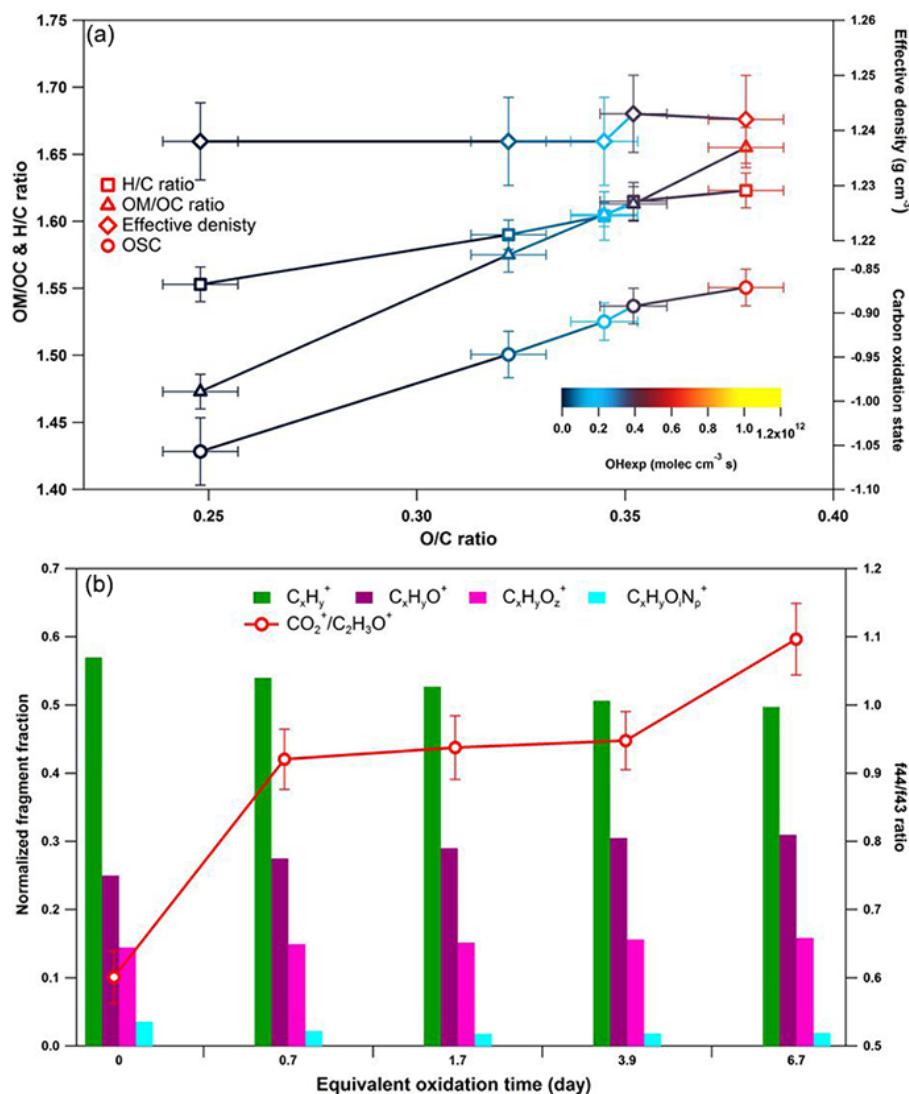 (a)
1.75
1.70
1.65
1.60
1.55
1.50
1.45
1.40
OM/OC & H/C ratio
H/C ratio
OM/OC ratio
Effective denisty
OSC
1.26
1.25
1.24
1.23
1.22
-0.85
-0.90
-0.95
-1.00
-1.05
-1.10
Effective density (g cm⁻³)
Carbon oxidation state
0.0 0.2 0.4 0.6 0.8 1.0 1.2x10¹²
OHexp (molec cm⁻³ s)
0.25 0.30 0.35 0.40
O/C ratio
(b)
CₓHᵧ⁺ CₓHᵧO⁺ CₓHᵧO_z⁺ CₓHᵧOᵢNₚ⁺
CO₂⁺/C₂H₃O⁺
0.7
0.6
0.5
0.4
0.3
0.2
0.1
0.0
Normalized fragment fraction
1.2
1.1
1.0
0.9
0.8
0.7
0.6
0.5
f44/f43 ratio
0 0.7 1.7 3.9 6.7
Equivalent oxidation time (day)